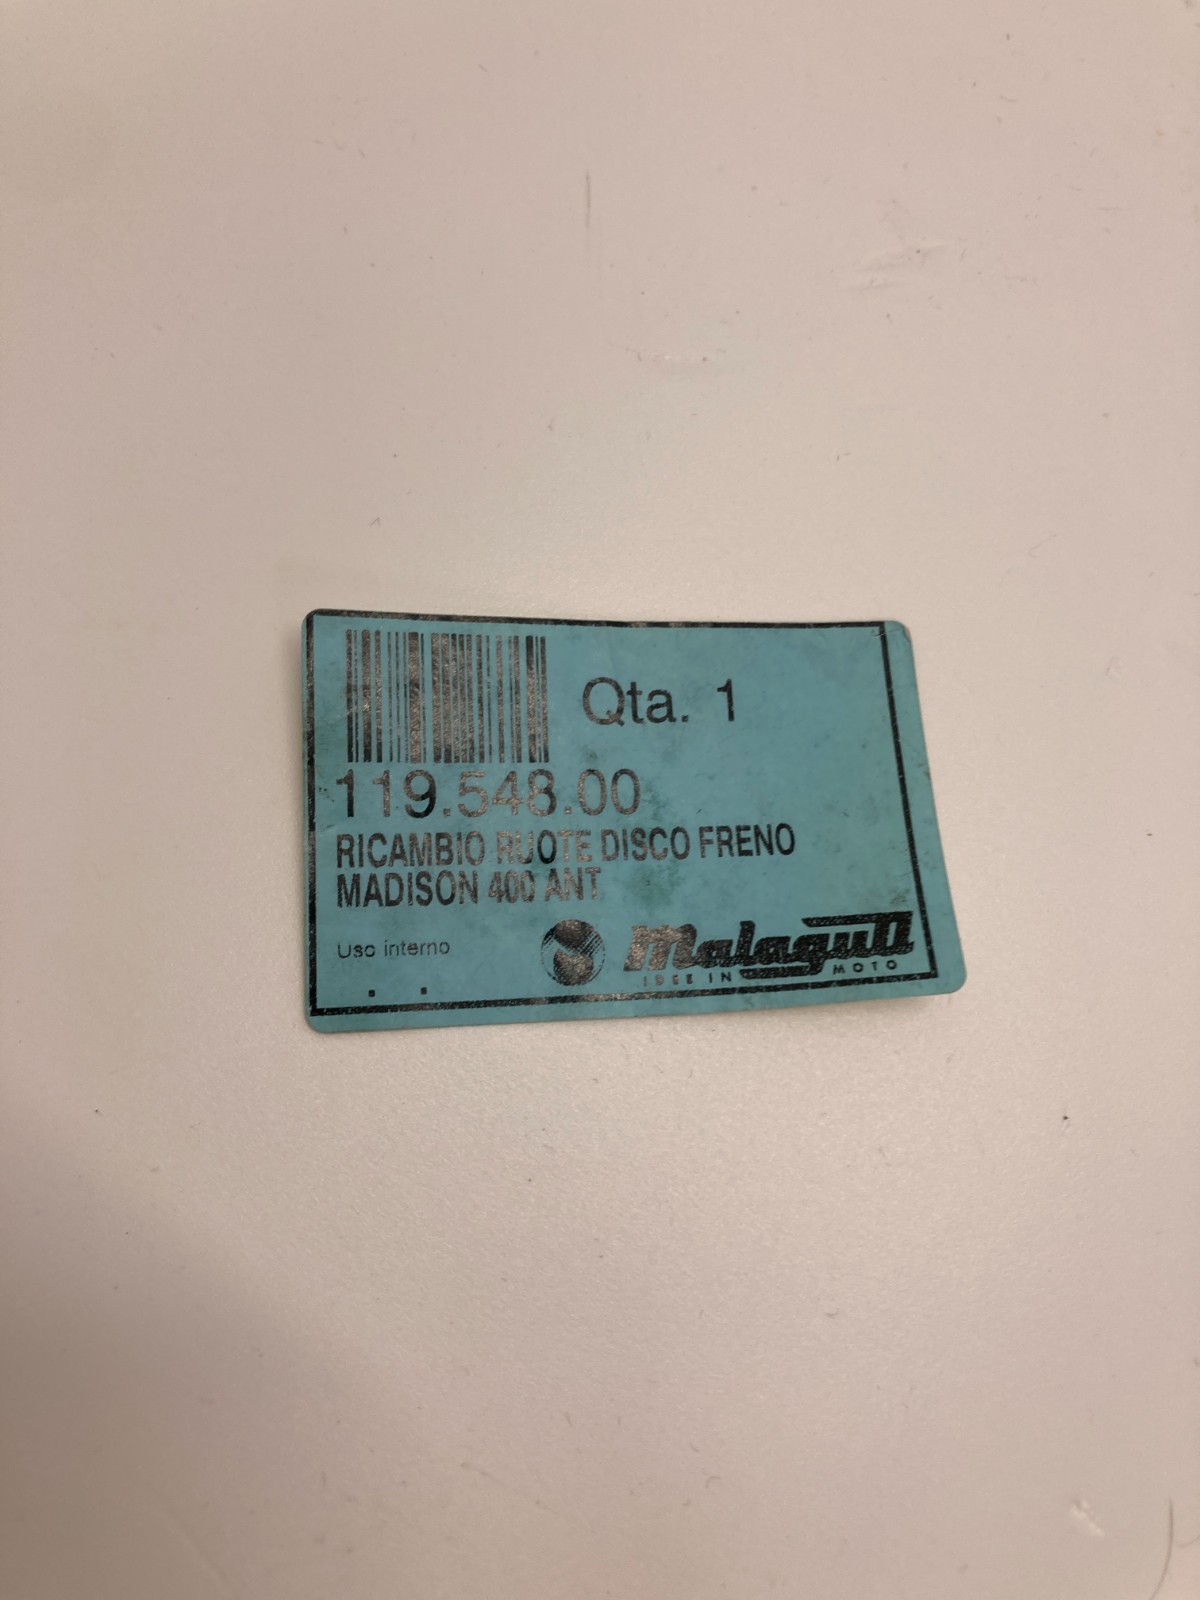 Qta. 1
119.548.00
RICAMBIO RUOTE DISCO FRENO
MADISON 400 ANT
Uso interno
Malaguti
IDEE IN MOTO